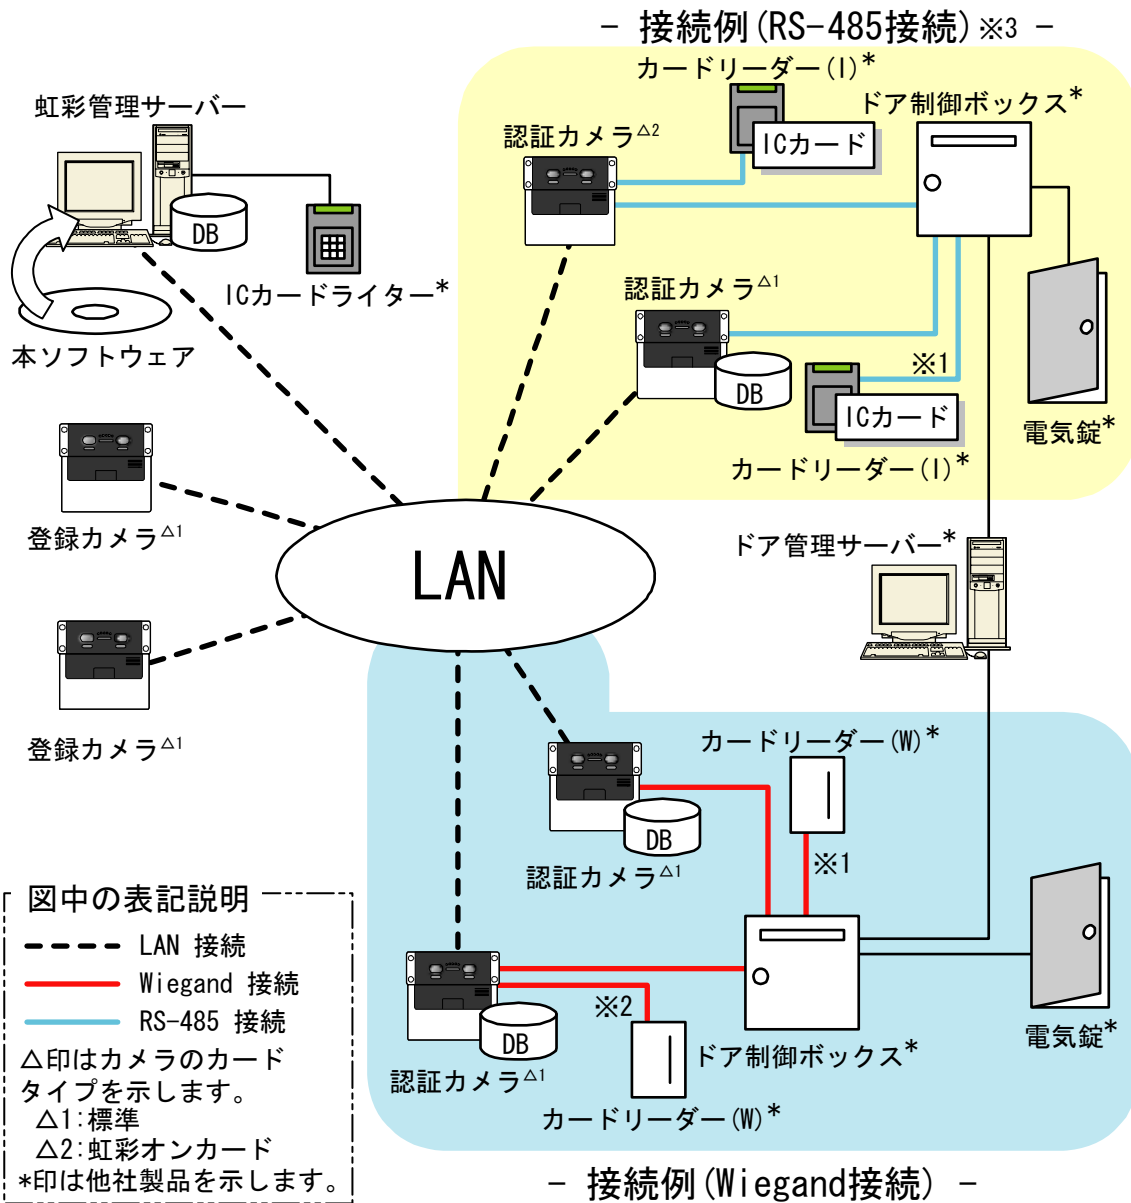 - 接続例(RS-485接続)※3 -
カードリーダー(I)*
ドア制御ボックス*
虹彩管理サーバー
認証カメラ△2
ICカード
DB
ICカードライター*
認証カメラ△1
本ソフトウェア
※1
DB
ICカード
電気錠*
カードリーダー(I)*
登録カメラ△1
ドア管理サーバー*
LAN
登録カメラ△1
カードリーダー(W)*
DB
※1
認証カメラ△1
図中の表記説明
LAN 接続
Wiegand 接続
RS-485 接続
△印はカメラのカード
タイプを示します。
△1:標準
△2:虹彩オンカード
*印は他社製品を示します。
※2
DB
ドア制御ボックス*
電気錠*
認証カメラ△1
カードリーダー(W)*
- 接続例(Wiegand接続) -